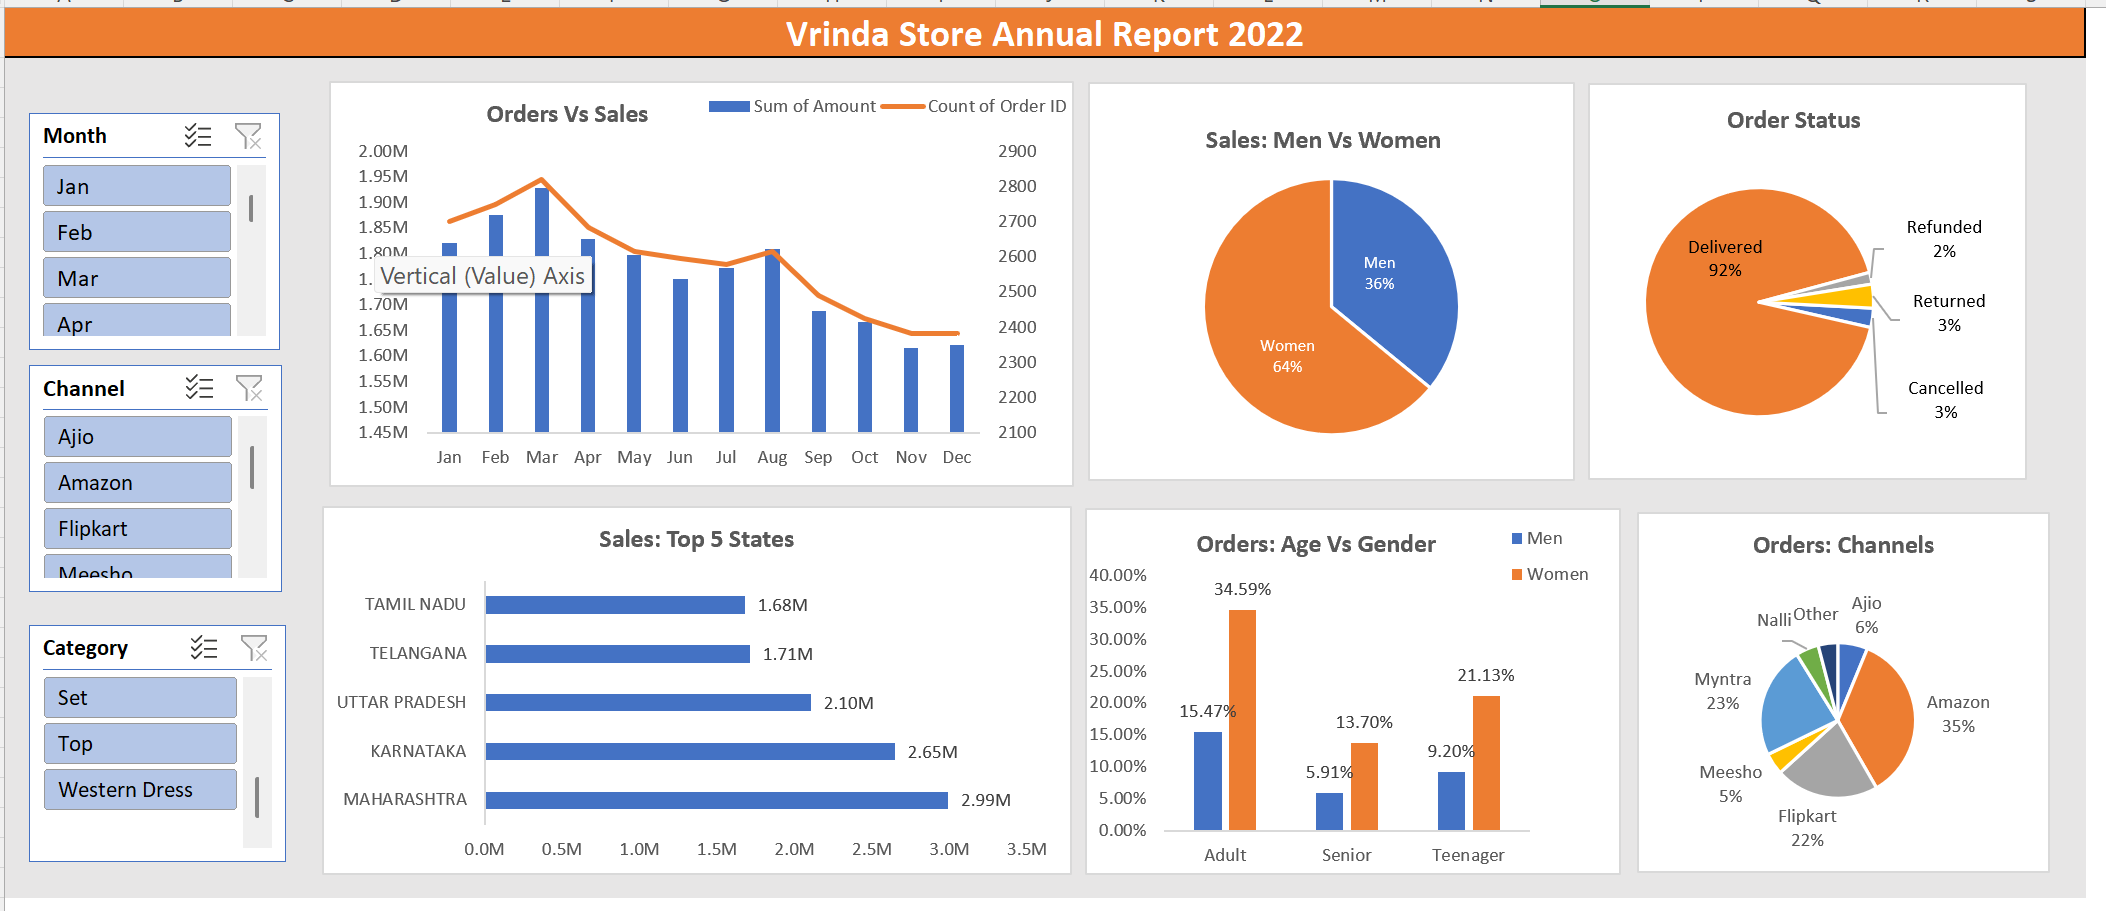 Vrinda Store Annual Report 2022
Month
Jan
Feb
Mar
Apr
Channel
Ajio
Amazon
Flipkart
Meesho
Category
Set
Top
Western Dress
Orders Vs Sales
Sum of Amount
Count of Order ID
2.00M
1.95M
1.90M
1.85M
1.80M
1.7
1.70M
1.65M
1.60M
1.55M
1.50M
1.45M
Vertical (Value) Axis
2900
2800
2700
2600
2500
2400
2300
2200
2100
Jan Feb Mar Apr May Jun Jul Aug Sep Oct Nov Dec
Sales: Men Vs Women
Men
36%
Women
64%
Order Status
Delivered
92%
Refunded
2%
Returned
3%
Cancelled
3%
Sales: Top 5 States
TAMIL NADU 1.68M
TELANGANA 1.71M
UTTAR PRADESH 2.10M
KARNATAKA 2.65M
MAHARASHTRA 2.99M
0.0M 0.5M 1.0M 1.5M 2.0M 2.5M 3.0M 3.5M
Orders: Age Vs Gender
Men
Women
40.00%
35.00%
30.00%
25.00%
20.00%
15.00%
10.00%
5.00%
0.00%
15.47%
34.59%
5.91%
13.70%
9.20%
21.13%
Adult Senior Teenager
Orders: Channels
Ajio
6%
Amazon
35%
Flipkart
22%
Meesho
5%
Myntra
23%
Nalli
Other